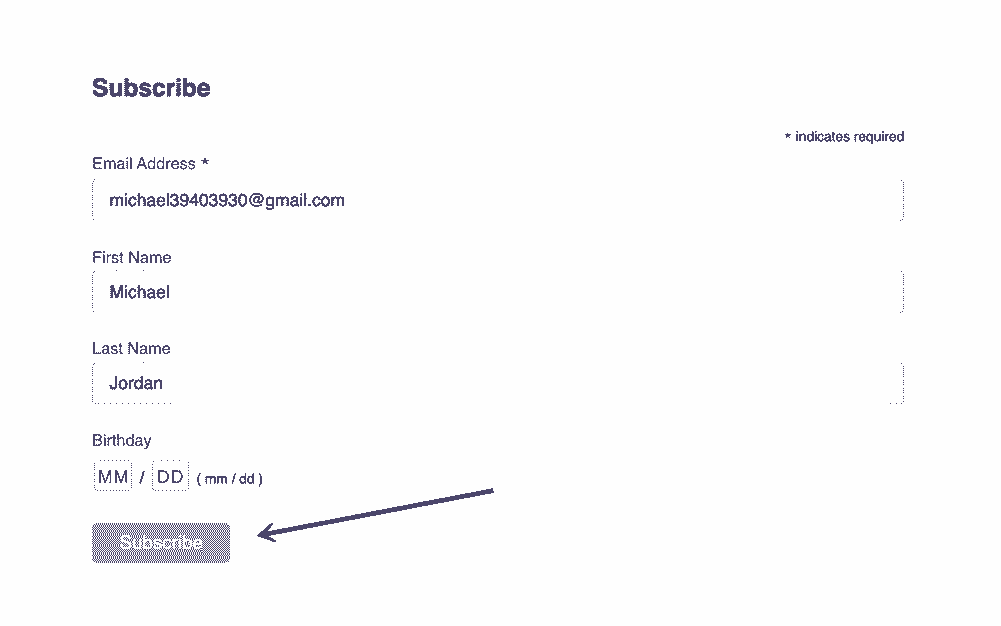 Subscribe
* indicates required
Email Address *
michael39403930@gmail.com
First Name
Michael
Last Name
Jordan
Birthday
MM / DD ( mm / dd )
Subscribe